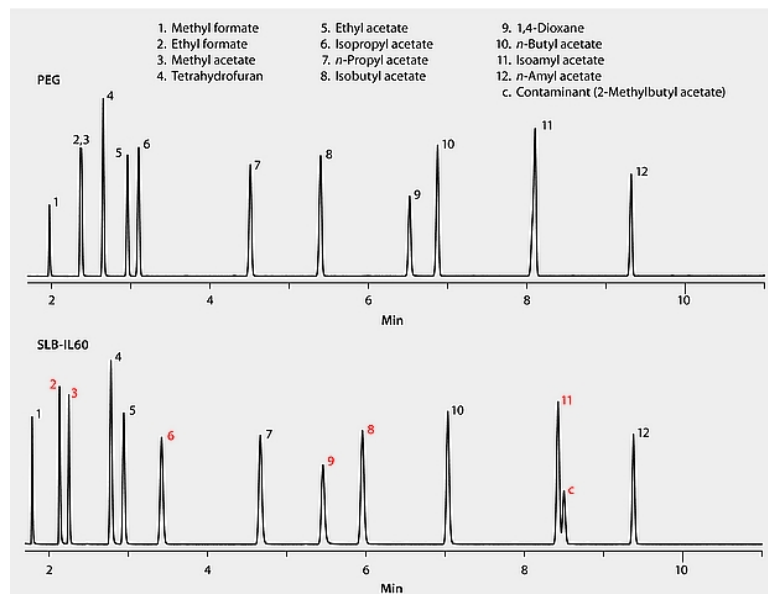 1. Methyl formate
2. Ethyl formate
3. Methyl acetate
4. Tetrahydrofuran
5. Ethyl acetate
6. Isopropyl acetate
7. n-Propyl acetate
8. Isobutyl acetate
9. 1,4-Dioxane
10. n-Butyl acetate
11. Isoamyl acetate
12. n-Amyl acetate
c. Contaminant (2-Methylbutyl acetate)
PEG
1
2,3
4
5
6
7
8
9
10
11
12
2 4 6 8 10
Min
SLB-IL60
1
2
3
4
5
6
7
9
8
10
11
c
12
2 4 6 8 10
Min